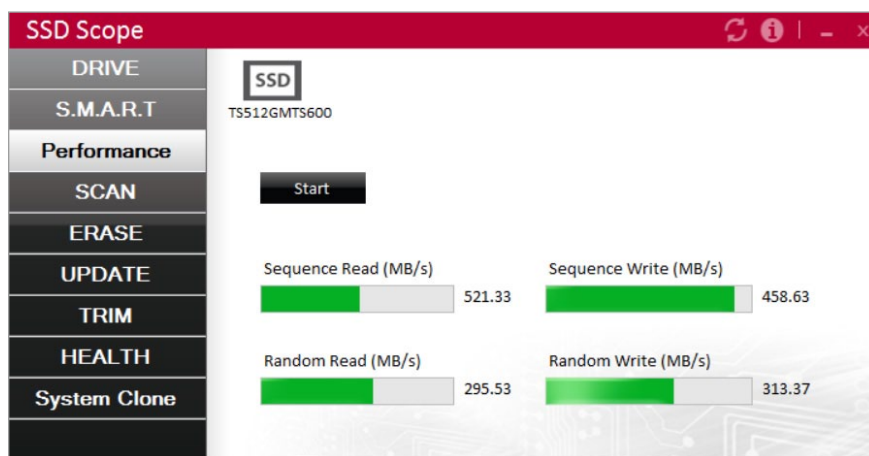 SSD Scope
DRIVE
S.M.A.R.T
Performance
SCAN
ERASE
UPDATE
TRIM
HEALTH
System Clone
SSD
TS512GMTS600
Start
Sequence Read (MB/s)
521.33
Sequence Write (MB/s)
458.63
Random Read (MB/s)
295.53
Random Write (MB/s)
313.37